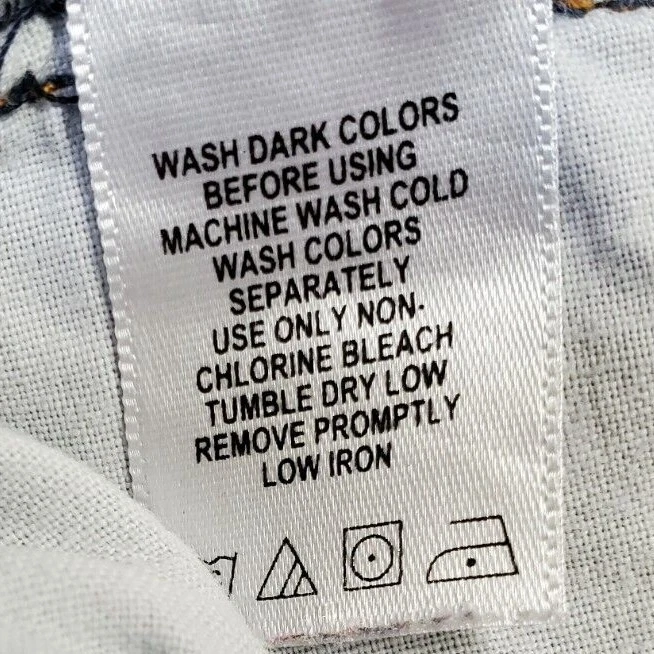 WASH DARK COLORS
BEFORE USING
MACHINE WASH COLD
WASH COLORS
SEPARATELY
USE ONLY NON-
CHLORINE BLEACH
TUMBLE DRY LOW
REMOVE PROMPTLY
LOW IRON